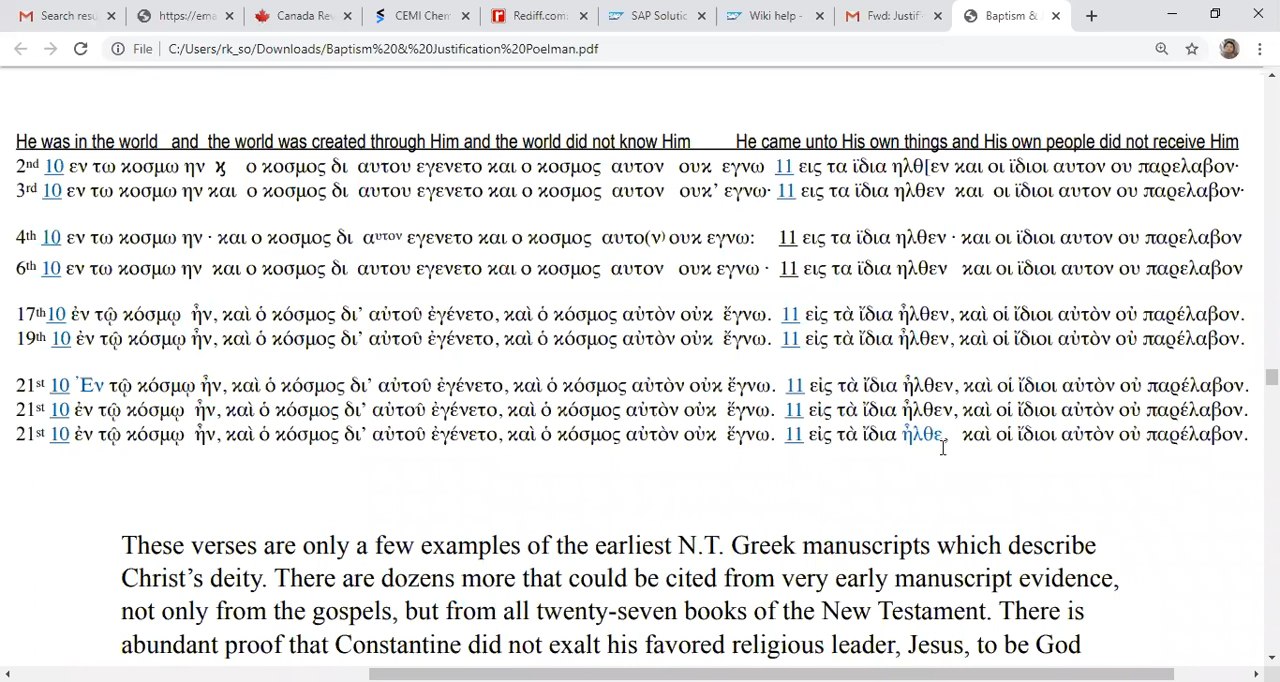 Search resu
https://ema
Canada Rev
CEMI Chem
Rediff.com:
SAP Solutic
Wiki help -
Fwd: Justif
Baptism &
File C:/Users/rk_so/Downloads/Baptism%20&%20Justification%20Poelman.pdf
He was in the world and the world was created through Him and the world did not know Him He came unto His own things and His own people did not receive Him
2nd 10 εν τω κοσμω ην ϗ ο κοσμος δι αυτου εγενετο και ο κοσμος αυτον ουκ εγνω 11 εις τα ϊδια ηλθ[εν και οι ϊδιοι αυτον ου παρελαβον·
3rd 10 εν τω κοσμω ην και ο κοσμος δι αυτου εγενετο και ο κοσμος αυτον ουκ' εγνω· 11 εις τα ϊδια ηλθεν και οι ϊδιοι αυτον ου παρελαβον·
4th 10 εν τω κοσμω ην · και ο κοσμος δι αυτον εγενετο και ο κοσμος αυτο(ν) ουκ εγνω: 11 εις τα ϊδια ηλθεν · και οι ϊδιοι αυτον ου παρελαβον
6th 10 εν τω κοσμω ην και ο κοσμος δι αυτου εγενετο και ο κοσμος αυτον ουκ εγνω · 11 εις τα ϊδια ηλθεν και οι ϊδιοι αυτον ου παρελαβον
17th 10 ἐν τῷ κόσμῳ ἦν, καὶ ὁ κόσμος δι' αὐτοῦ ἐγένετο, καὶ ὁ κόσμος αὐτὸν οὐκ ἔγνω. 11 εἰς τὰ ἴδια ἦλθεν, καὶ οἱ ἴδιοι αὐτὸν οὐ παρέλαβον.
19th 10 ἐν τῷ κόσμῳ ἦν, καὶ ὁ κόσμος δι' αὐτοῦ ἐγένετο, καὶ ὁ κόσμος αὐτὸν οὐκ ἔγνω. 11 εἰς τὰ ἴδια ἦλθεν, καὶ οἱ ἴδιοι αὐτὸν οὐ παρέλαβον.
21st 10 Ἐν τῷ κόσμῳ ἦν, καὶ ὁ κόσμος δι' αὐτοῦ ἐγένετο, καὶ ὁ κόσμος αὐτὸν οὐκ ἔγνω. 11 εἰς τὰ ἴδια ἦλθεν, καὶ οἱ ἴδιοι αὐτὸν οὐ παρέλαβον.
21st 10 ἐν τῷ κόσμῳ ἦν, καὶ ὁ κόσμος δι' αὐτοῦ ἐγένετο, καὶ ὁ κόσμος αὐτὸν οὐκ ἔγνω. 11 εἰς τὰ ἴδια ἦλθεν, καὶ οἱ ἴδιοι αὐτὸν οὐ παρέλαβον.
21st 10 ἐν τῷ κόσμῳ ἦν, καὶ ὁ κόσμος δι' αὐτοῦ ἐγένετο, καὶ ὁ κόσμος αὐτὸν οὐκ ἔγνω. 11 εἰς τὰ ἴδια ἦλθε, καὶ οἱ ἴδιοι αὐτὸν οὐ παρέλαβον.
These verses are only a few examples of the earliest N.T. Greek manuscripts which describe
Christ's deity. There are dozens more that could be cited from very early manuscript evidence,
not only from the gospels, but from all twenty-seven books of the New Testament. There is
abundant proof that Constantine did not exalt his favored religious leader, Jesus, to be God